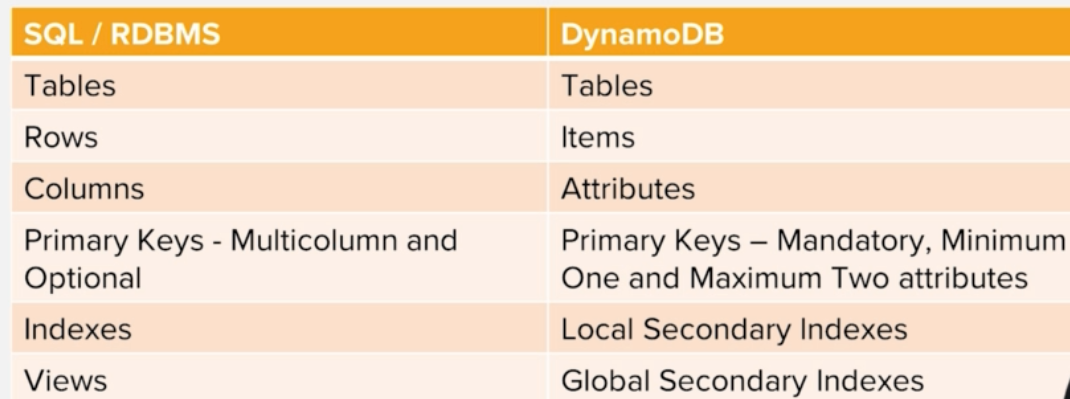 SQL / RDBMS
DynamoDB
Tables
Tables
Rows
Items
Columns
Attributes
Primary Keys - Multicolumn and
Optional
Primary Keys – Mandatory, Minimum
One and Maximum Two attributes
Indexes
Local Secondary Indexes
Views
Global Secondary Indexes